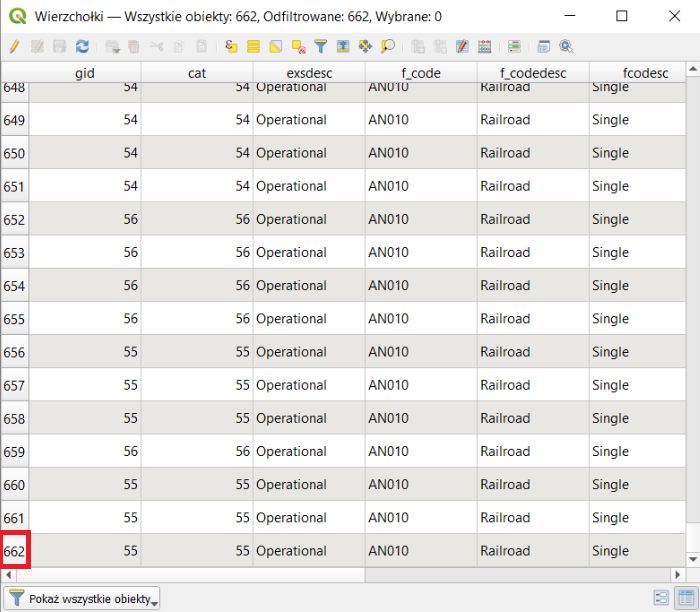 Wierzchołki — Wszystkie obiekty: 662, Odfiltrowane: 662, Wybrane: 0
gid cat exsdesc f_code f_codedesc fcodesc
648 54 54 Operational AN010 Railroad Single
649 54 54 Operational AN010 Railroad Single
650 54 54 Operational AN010 Railroad Single
651 54 54 Operational AN010 Railroad Single
652 56 56 Operational AN010 Railroad Single
653 56 56 Operational AN010 Railroad Single
654 56 56 Operational AN010 Railroad Single
655 56 56 Operational AN010 Railroad Single
656 55 55 Operational AN010 Railroad Single
657 55 55 Operational AN010 Railroad Single
658 55 55 Operational AN010 Railroad Single
659 56 56 Operational AN010 Railroad Single
660 55 55 Operational AN010 Railroad Single
661 55 55 Operational AN010 Railroad Single
662 55 55 Operational AN010 Railroad Single
Pokaż wszystkie obiekty